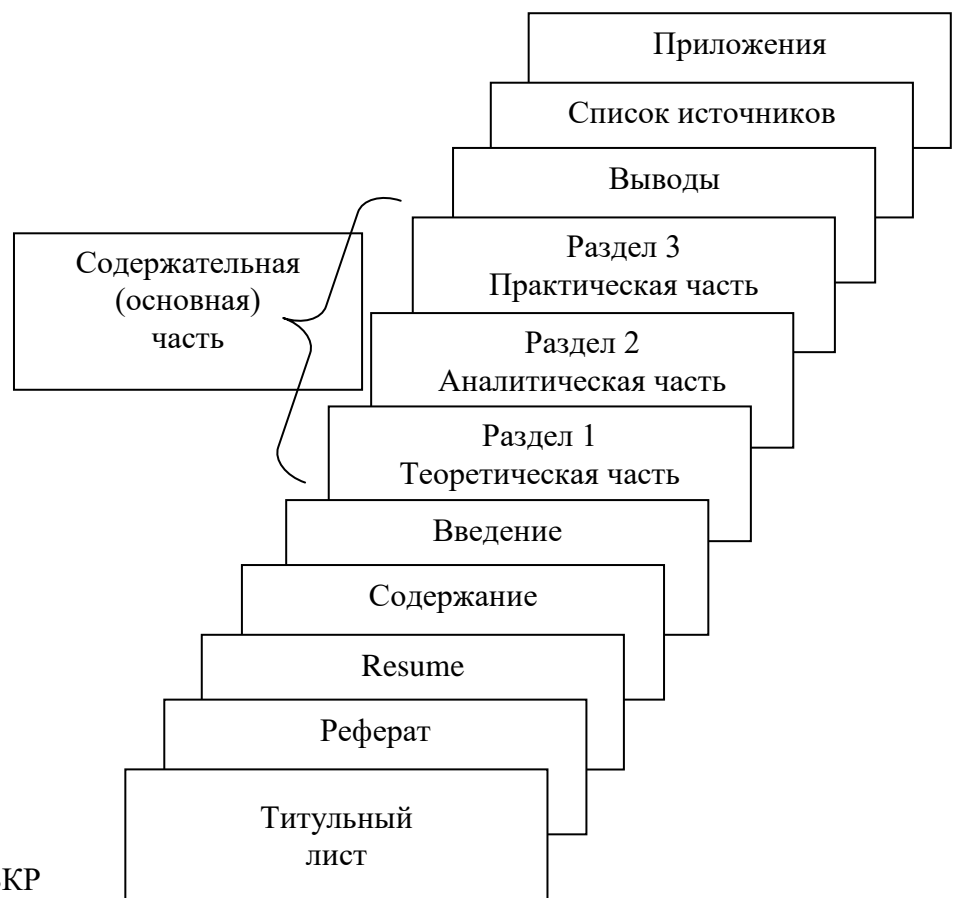 Приложения
Список источников
Выводы
Раздел 3
Практическая часть
Содержательная
(основная)
часть
Раздел 2
Аналитическая часть
Раздел 1
Теоретическая часть
Введение
Содержание
Resume
Реферат
Титульный
лист